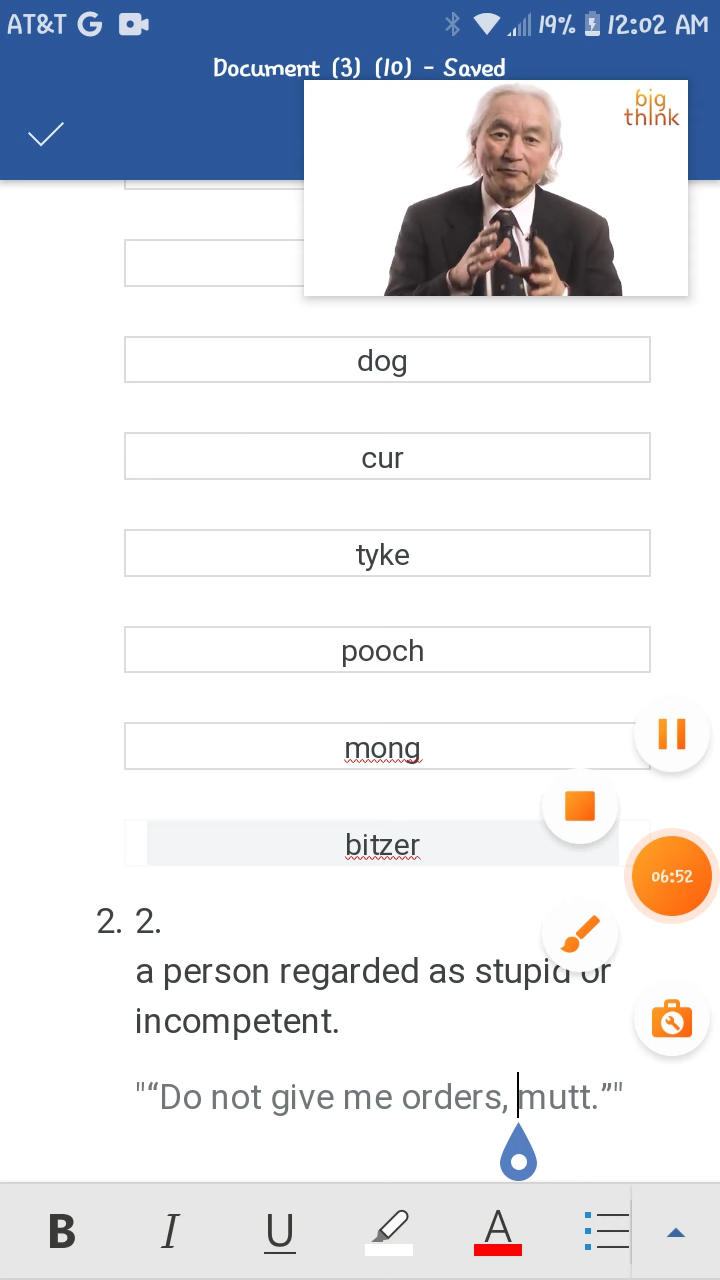 AT&T G 19% 12:02 AM
Document (3) (10) - Saved
big
think
dog
cur
tyke
pooch
mong
bitzer
06:52
2. 2.
a person regarded as stupid or
incompetent.
"“Do not give me orders, mutt.”"
B I U A